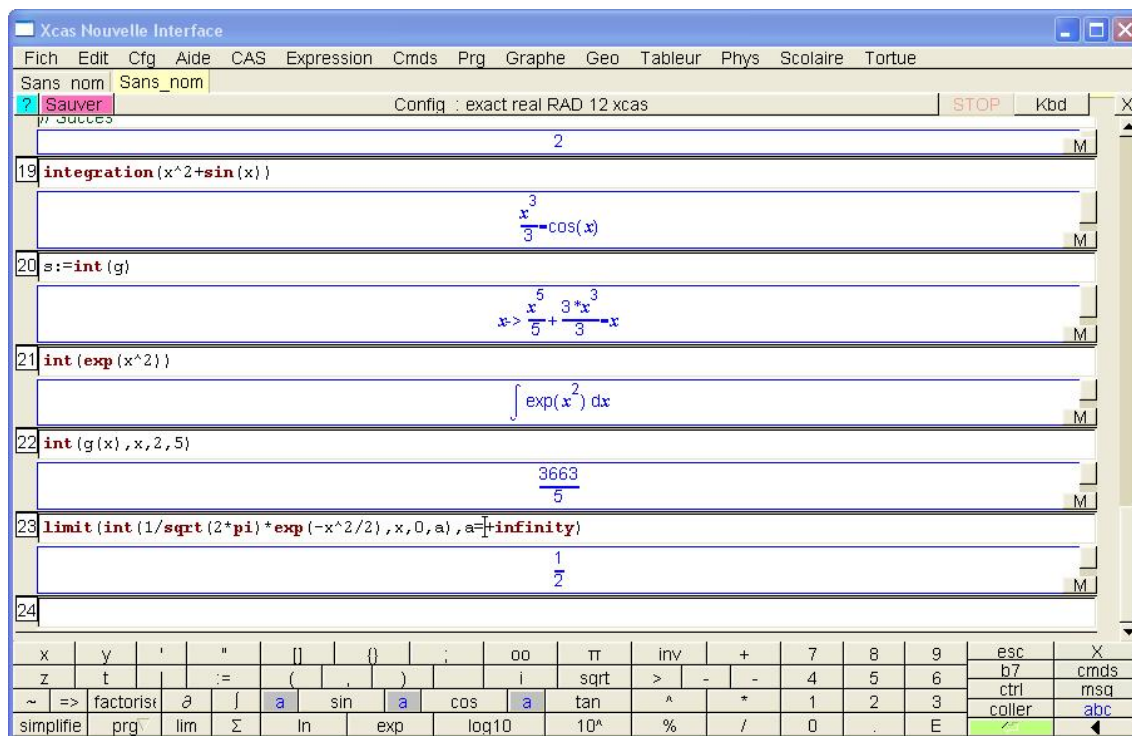 Xcas Nouvelle Interface
Fich Edit Cfg Aide CAS Expression Cmds Prg Graphe Geo Tableur Phys Scolaire Tortue
Sans nom Sans_nom
? Sauver Config : exact real RAD 12 xcas STOP Kbd X
// Succes
2
M
19 integration(x^2+sin(x))
x^3/3-cos(x)
M
20 s:=int(g)
x-> x^5/5+3*x^3/3-x
M
21 int(exp(x^2))
∫ exp(x^2) dx
M
22 int(g(x),x,2,5)
3663/5
M
23 limit(int(1/sqrt(2*pi)*exp(-x^2/2),x,0,a),a=+infinity)
1/2
M
24
x y ' " [] {} ; oo π inv + 7 8 9 esc X
z t | := ( , ) i sqrt > - - 4 5 6 b7 cmds
~ => factorise ∂ ∫ a sin a cos a tan ^ * 1 2 3 ctrl msg
simplifie prg lim Σ ln exp log10 10^ % / 0 . E coller abc